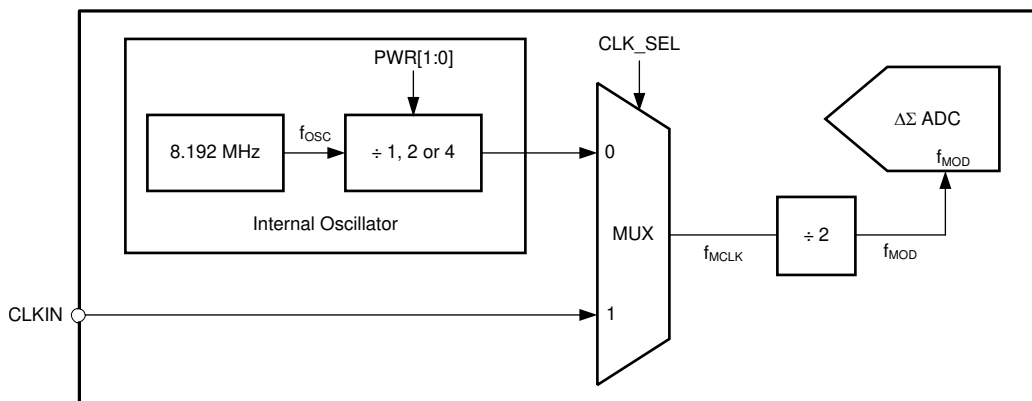 PWR[1:0]
CLK_SEL
8.192 MHz
fOSC
÷ 1, 2 or 4
0
ΔΣ ADC
fMOD
Internal Oscillator
MUX
fMCLK
÷ 2
fMOD
CLKIN
1